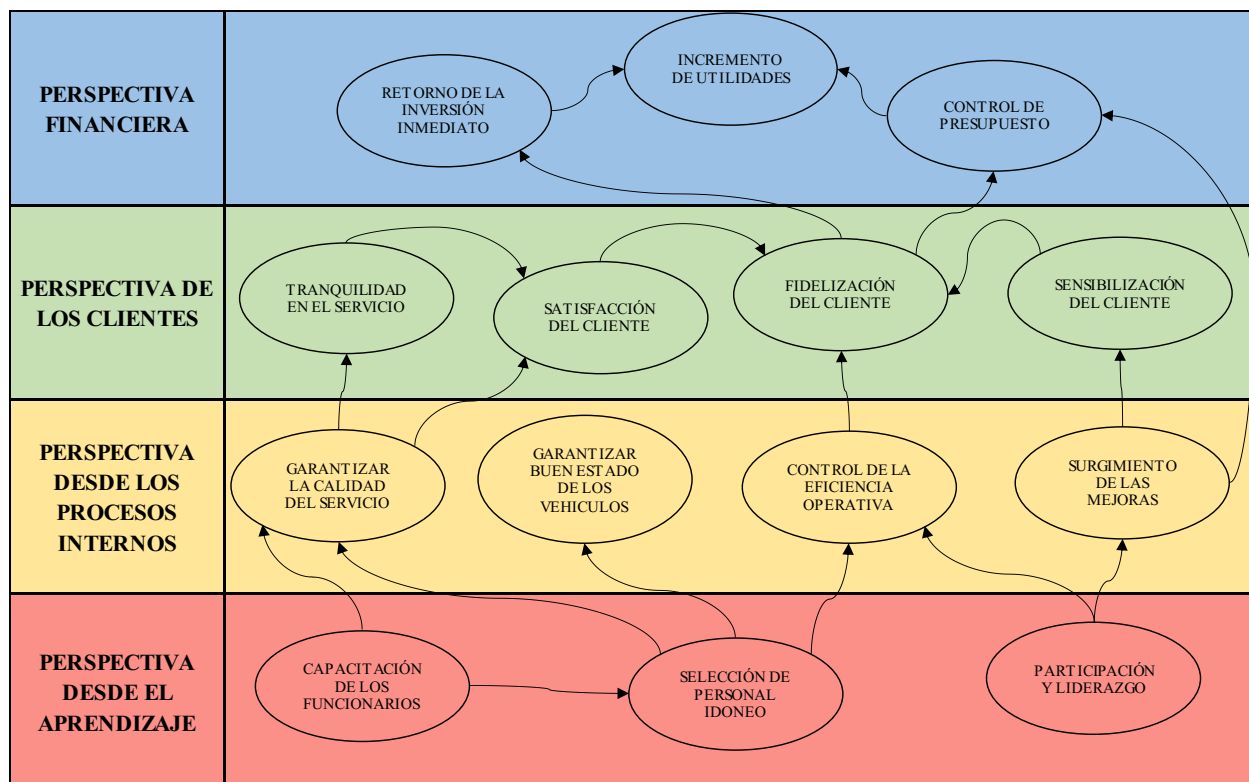 PERSPECTIVA
FINANCIERA
RETORNO DE LA
INVERSIÓN
INMEDIATO
INCREMENTO
DE UTILIDADES
CONTROL DE
PRESUPUESTO
PERSPECTIVA DE
LOS CLIENTES
TRANQUILIDAD
EN EL SERVICIO
SATISFACCIÓN
DEL CLIENTE
FIDELIZACIÓN
DEL CLIENTE
SENSIBILIZACIÓN
DEL CLIENTE
PERSPECTIVA
DESDE LOS
PROCESOS
INTERNOS
GARANTIZAR
LA CALIDAD
DEL SERVICIO
GARANTIZAR
BUEN ESTADO
DE LOS
VEHICULOS
CONTROL DE LA
EFICIENCIA
OPERATIVA
SURGIMIENTO
DE LAS
MEJORAS
PERSPECTIVA
DESDE EL
APRENDIZAJE
CAPACITACIÓN
DE LOS
FUNCIONARIOS
SELECCIÓN DE
PERSONAL
IDONEO
PARTICIPACIÓN
Y LIDERAZGO